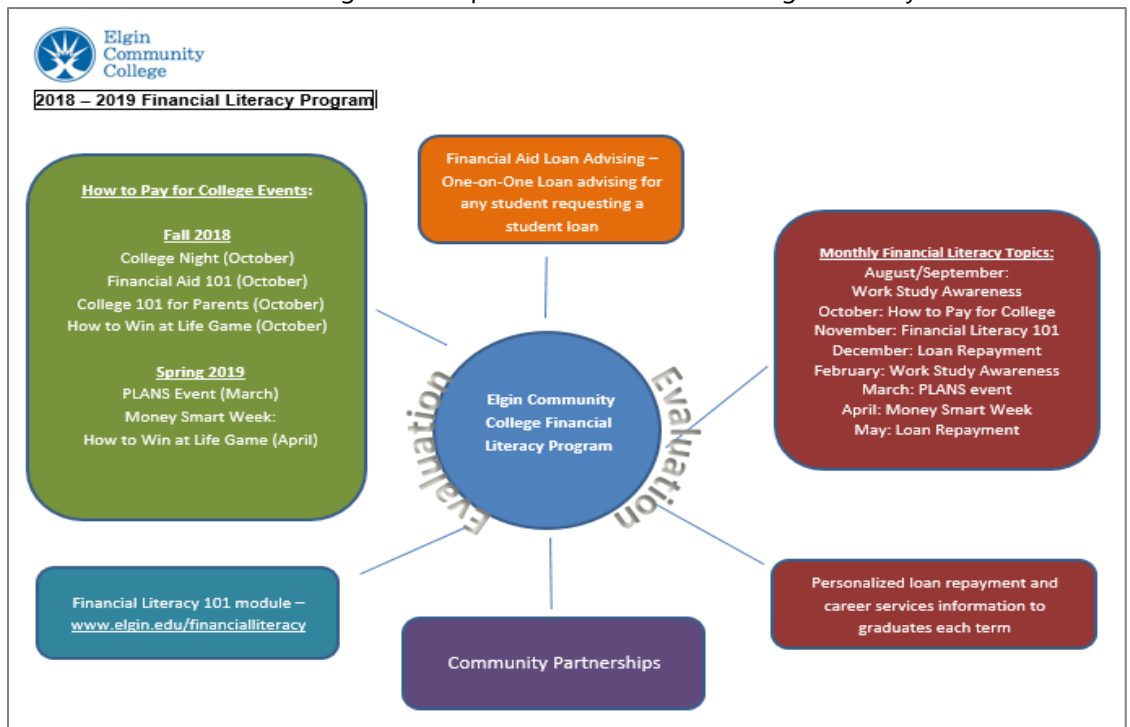 Elgin
Community
College
2018 – 2019 Financial Literacy Program
How to Pay for College Events:
Fall 2018
College Night (October)
Financial Aid 101 (October)
College 101 for Parents (October)
How to Win at Life Game (October)
Spring 2019
PLANS Event (March)
Money Smart Week:
How to Win at Life Game (April)
Financial Aid Loan Advising –
One-on-One Loan advising for
any student requesting a
student loan
Monthly Financial Literacy Topics:
August/September:
Work Study Awareness
October: How to Pay for College
November: Financial Literacy 101
December: Loan Repayment
February: Work Study Awareness
March: PLANS event
April: Money Smart Week
May: Loan Repayment
Evaluation
Elgin Community
College Financial
Literacy Program
Evaluation
Financial Literacy 101 module –
www.elgin.edu/financialliteracy
Community Partnerships
Personalized loan repayment and
career services information to
graduates each term